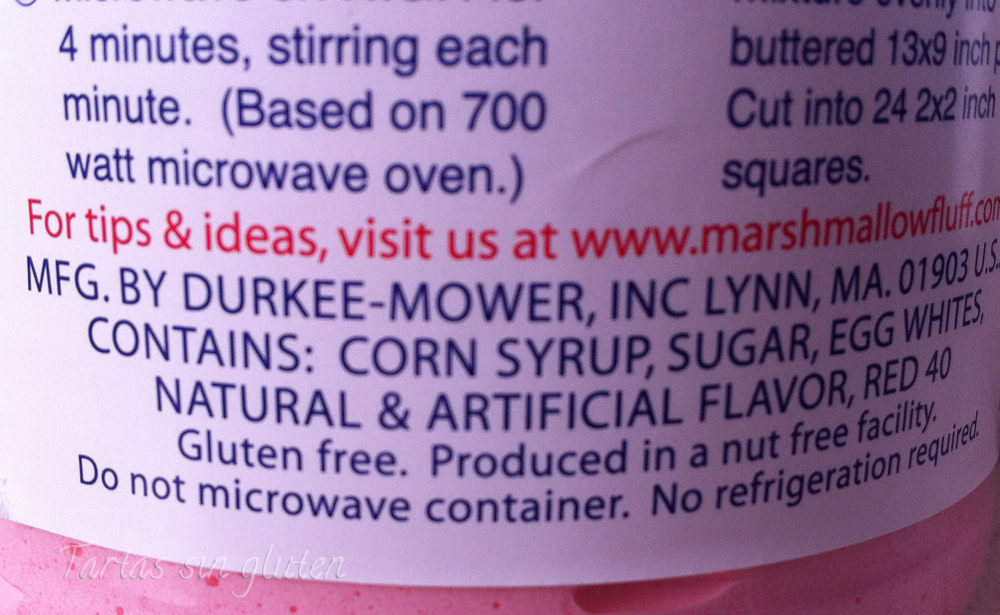 4 minutes, stirring each
minute. (Based on 700
watt microwave oven.)
buttered 13x9 inch
Cut into 24 2x2 inch
squares.
For tips & ideas, visit us at www.marshmallowfluff.com
MFG. BY DURKEE-MOWER, INC LYNN, MA. 01903 U.S.
CONTAINS: CORN SYRUP, SUGAR, EGG WHITES,
NATURAL & ARTIFICIAL FLAVOR, RED 40
Gluten free. Produced in a nut free facility.
Do not microwave container. No refrigeration required.
Tartas sin gluten